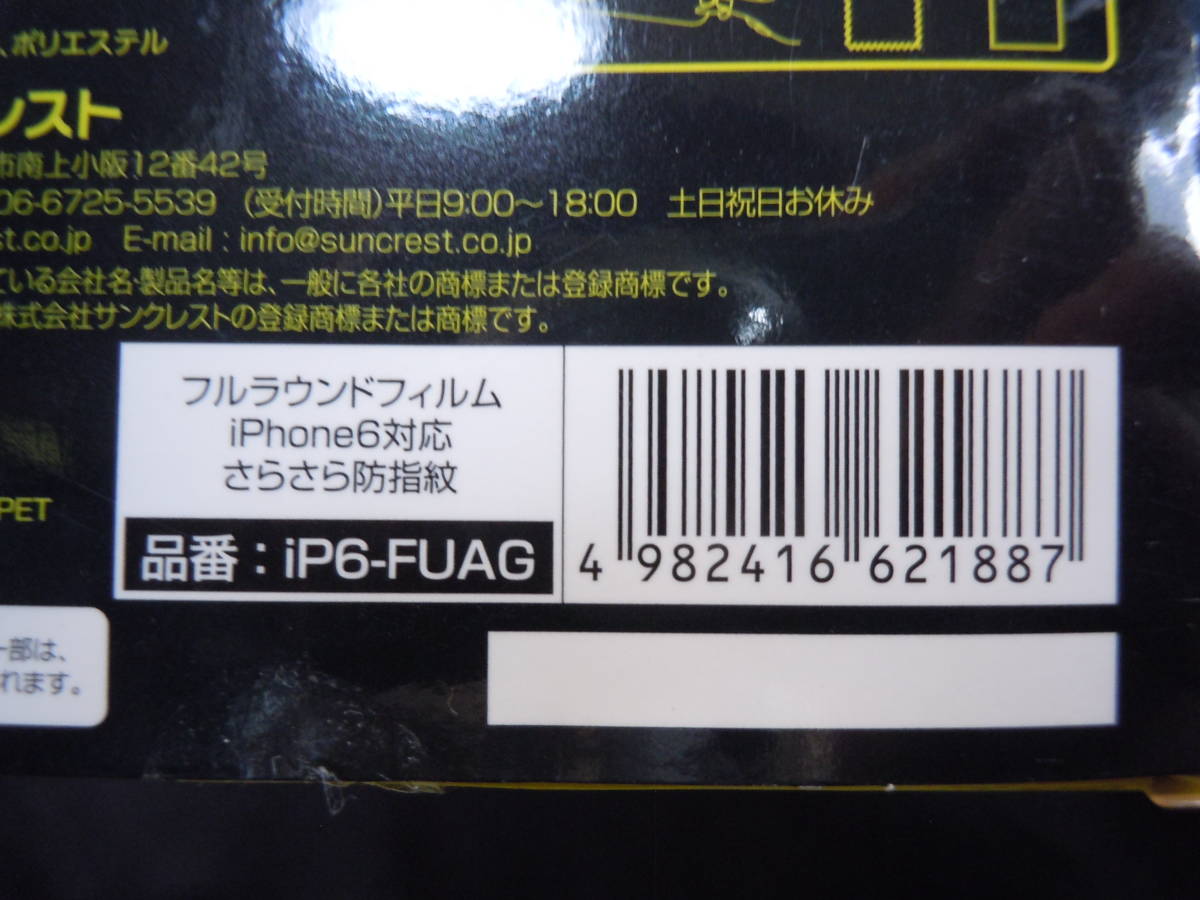 、ポリエステル
レスト
市南上小阪12番42号
06-6725-5539 (受付時間)平日9:00～18:00 土日祝日お休み
st.co.jp E-mail : info@suncrest.co.jp
ている会社名・製品名等は、一般に各社の商標または登録商標です。
株式会社サンクレストの登録商標または商標です。
フルラウンドフィルム
iPhone6対応
さらさら防指紋
PET
品番：iP6-FUAG
4 982416 621887
一部は、
れます。